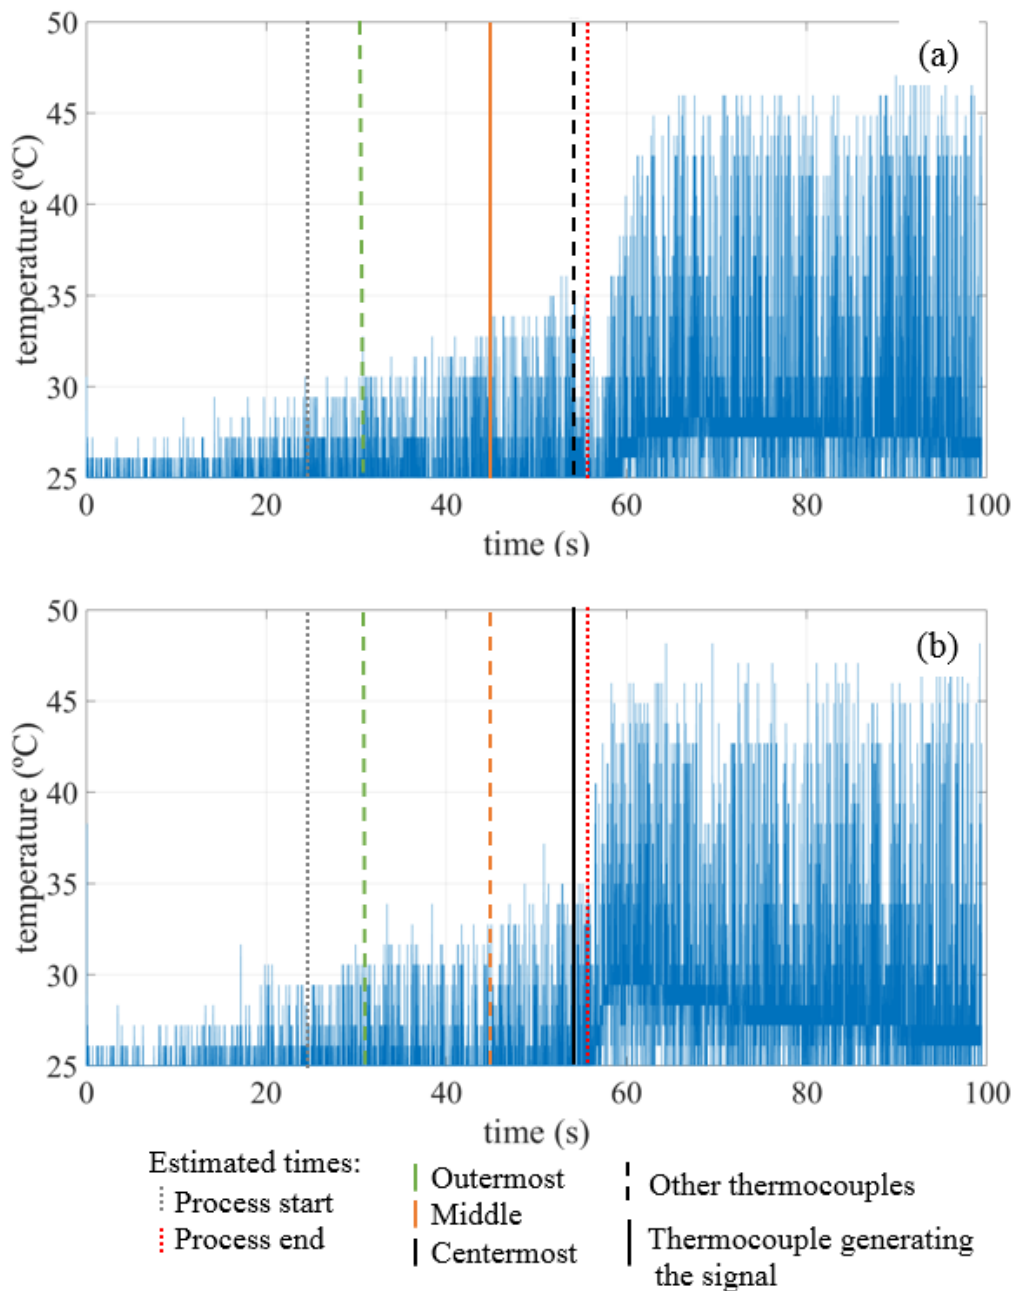 (a)
50
45
40
35
30
25
temperature (ºC)
0 20 40 60 80 100
time (s)
(b)
50
45
40
35
30
25
temperature (ºC)
0 20 40 60 80 100
time (s)
Estimated times:
Process start
Process end
Outermost
Middle
Centermost
Other thermocouples
Thermocouple generating
the signal